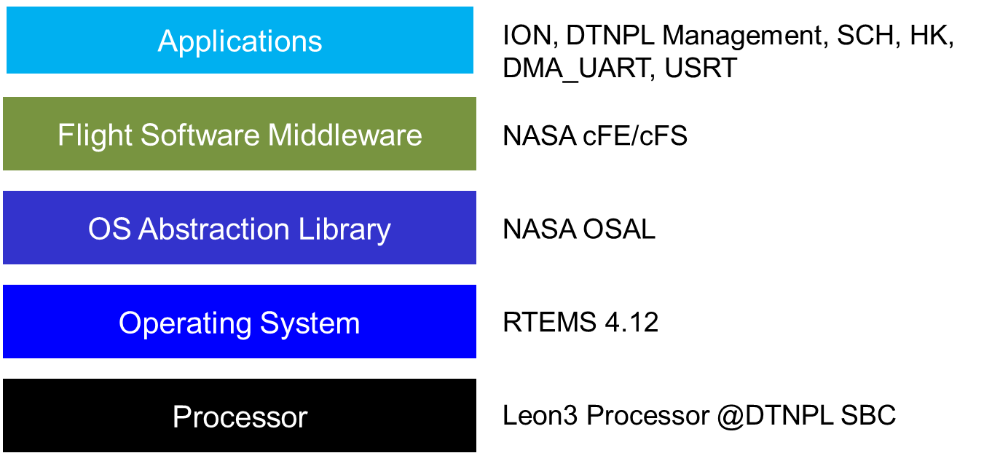 Applications
ION, DTNPL Management, SCH, HK,
DMA_UART, USRT
Flight Software Middleware
NASA cFE/cFS
OS Abstraction Library
NASA OSAL
Operating System
RTEMS 4.12
Processor
Leon3 Processor @DTNPL SBC